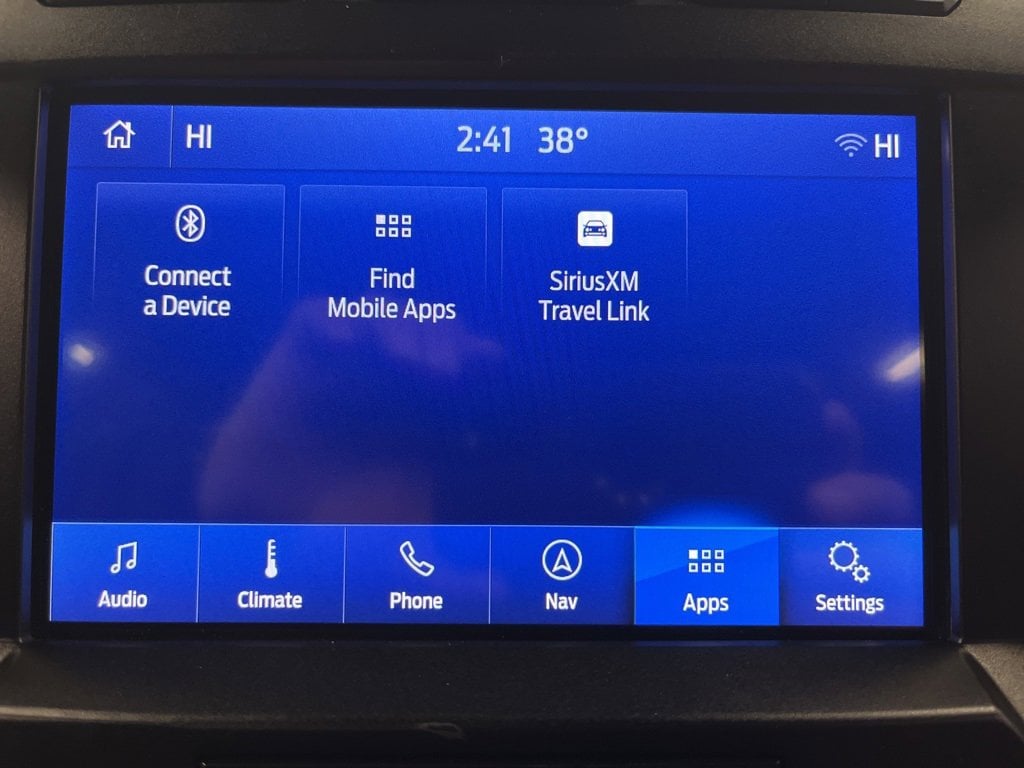 HI 2:41 38° HI
Connect
a Device
Find
Mobile Apps
SiriusXM
Travel Link
Audio Climate Phone Nav Apps Settings